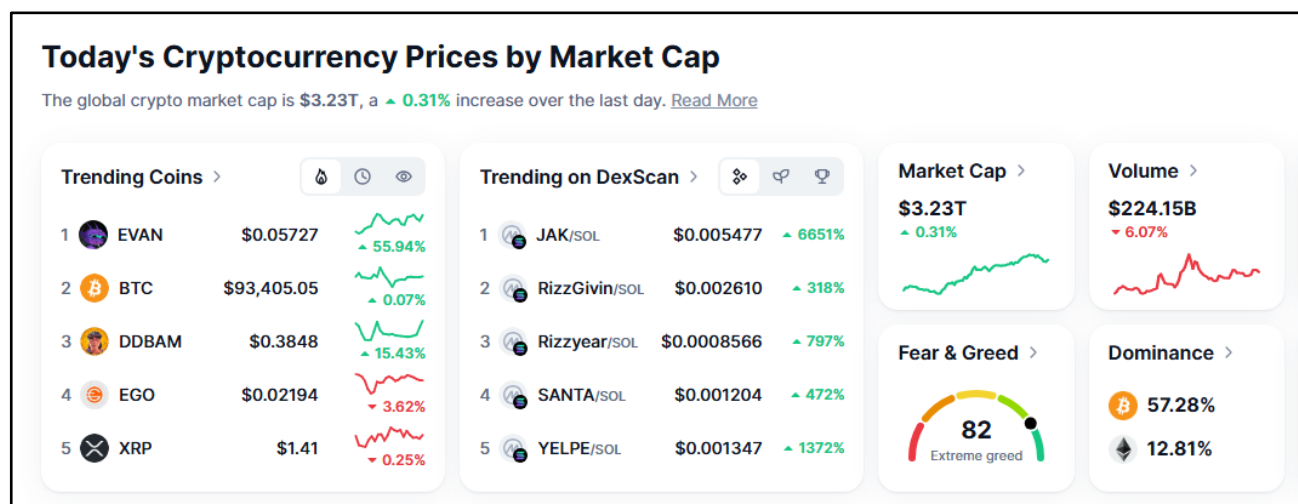 Today's Cryptocurrency Prices by Market Cap
The global crypto market cap is $3.23T, a ▲ 0.31% increase over the last day. Read More
Trending Coins >
1 EVAN $0.05727 ▲ 55.94%
2 BTC $93,405.05 ▲ 0.07%
3 DDBAM $0.3848 ▲ 15.43%
4 EGO $0.02194 ▼ 3.62%
5 XRP $1.41 ▼ 0.25%
Trending on DexScan >
1 JAK/SOL $0.005477 ▲ 6651%
2 RizzGivin/SOL $0.002610 ▲ 318%
3 Rizzyear/SOL $0.0008566 ▲ 797%
4 SANTA/SOL $0.001204 ▲ 472%
5 YELPE/SOL $0.001347 ▲ 1372%
Market Cap >
$3.23T
▲ 0.31%
Volume >
$224.15B
▼ 6.07%
Fear & Greed >
82
Extreme greed
Dominance >
57.28%
12.81%